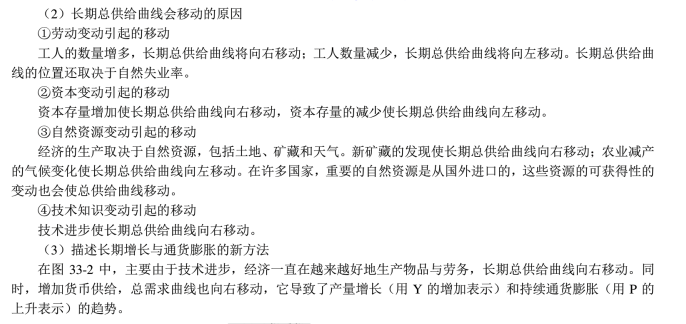 （2）长期总供给曲线会移动的原因
①劳动变动引起的移动
工人的数量增多，长期总供给曲线将向右移动；工人数量减少，长期总供给曲线将向左移动。长期总供给曲
线的位置还取决于自然失业率。
②资本变动引起的移动
资本存量增加使长期总供给曲线向右移动，资本存量的减少使长期总供给曲线向左移动。
③自然资源变动引起的移动
经济的生产取决于自然资源，包括土地、矿藏和天气。新矿藏的发现使长期总供给曲线向右移动；农业减产
的气候变化使长期总供给曲线向左移动。在许多国家，重要的自然资源是从国外进口的，这些资源的可获得性的
变动也会使总供给曲线移动。
④技术知识变动引起的移动
技术进步使长期总供给曲线向右移动。
（3）描述长期增长与通货膨胀的新方法
在图 33-2 中，主要由于技术进步，经济一直在越来越好地生产物品与劳务，长期总供给曲线向右移动。同
时，增加货币供给，总需求曲线也向右移动，它导致了产量增长（用 Y 的增加表示）和持续通货膨胀（用 P 的
上升表示）的趋势。